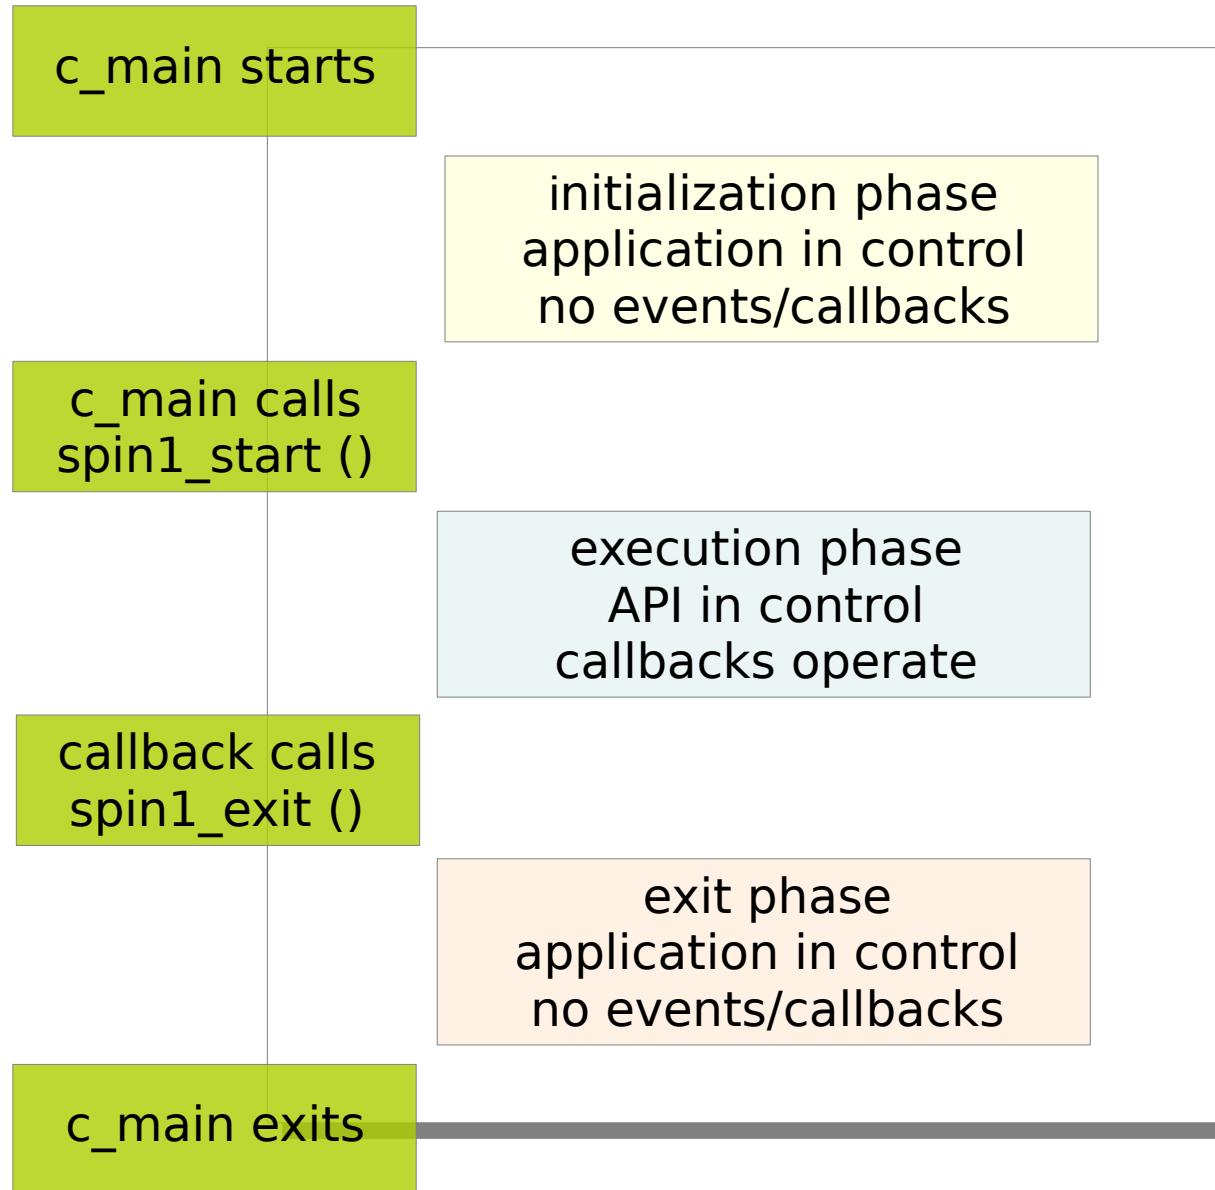 c_main starts
initialization phase
application in control
no events/callbacks
c_main calls
spin1_start ()
execution phase
API in control
callbacks operate
callback calls
spin1_exit ()
exit phase
application in control
no events/callbacks
c_main exits